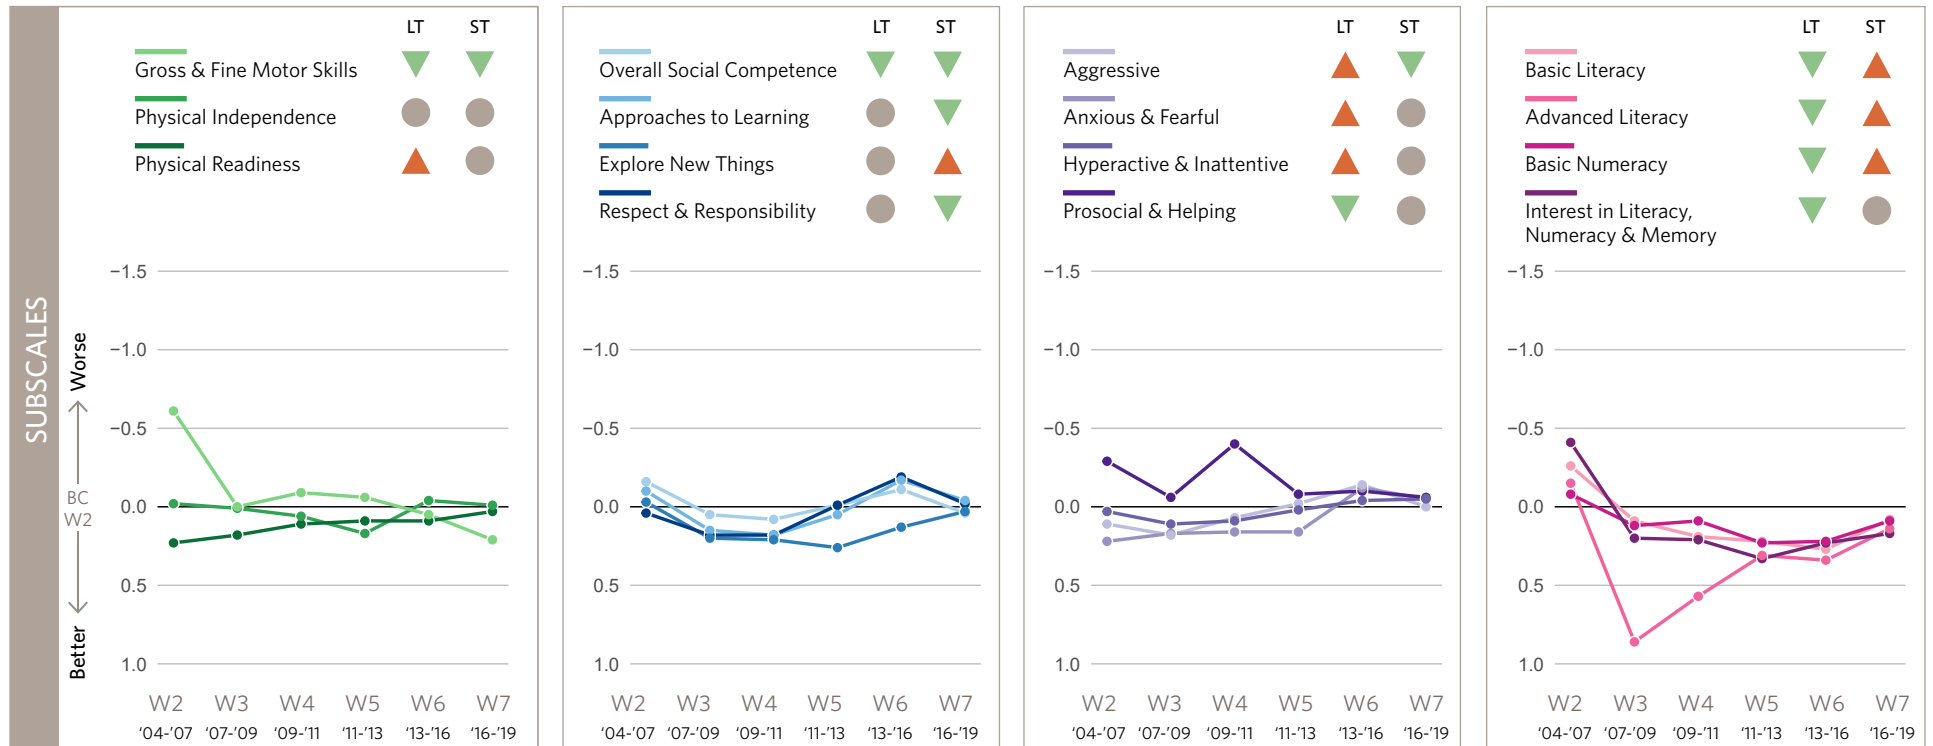 SUBSCALES
Worse
BC
W2
Better
LT ST
Gross & Fine Motor Skills
Physical Independence
Physical Readiness
−1.5
−1.0
−0.5
0.0
0.5
1.0
W2 W3 W4 W5 W6 W7
‘04-’07 ‘07-’09 ‘09-’11 ’11-’13 ‘13-’16 ‘16-’19
LT ST
Overall Social Competence
Approaches to Learning
Explore New Things
Respect & Responsibility
−1.5
−1.0
−0.5
0.0
0.5
1.0
W2 W3 W4 W5 W6 W7
‘04-’07 ‘07-’09 ‘09-’11 ’11-’13 ‘13-’16 ‘16-’19
LT ST
Aggressive
Anxious & Fearful
Hyperactive & Inattentive
Prosocial & Helping
−1.5
−1.0
−0.5
0.0
0.5
1.0
W2 W3 W4 W5 W6 W7
‘04-’07 ‘07-’09 ‘09-’11 ’11-’13 ‘13-’16 ‘16-’19
LT ST
Basic Literacy
Advanced Literacy
Basic Numeracy
Interest in Literacy,
Numeracy & Memory
−1.5
−1.0
−0.5
0.0
0.5
1.0
W2 W3 W4 W5 W6 W7
‘04-’07 ‘07-’09 ‘09-’11 ’11-’13 ‘13-’16 ‘16-’19